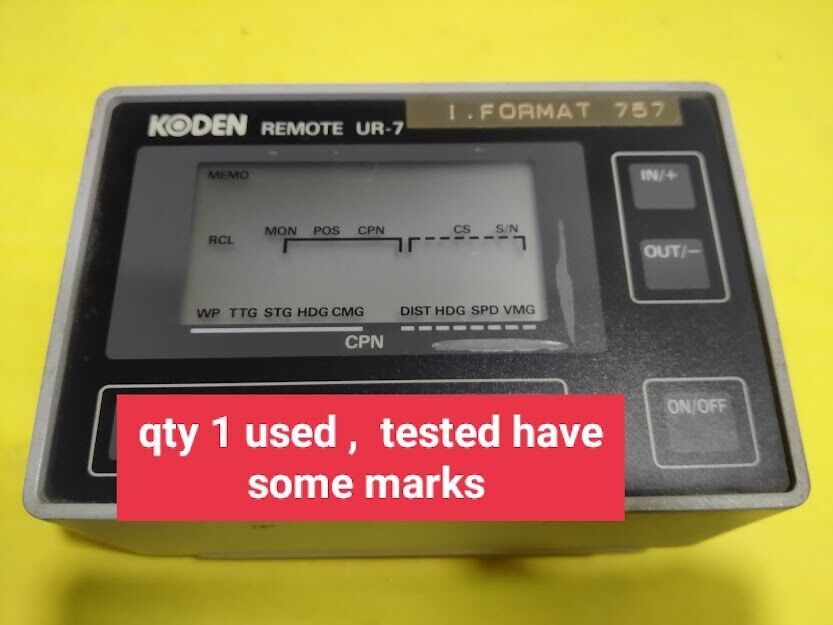 KODEN REMOTE UR-7 I.FORMAT 757
MEMO IN/+
RCL MON POS CPN CS S/N
OUT/−
WP TTG STG HDG CMG DIST HDG SPD VMG
CPN
ON/OFF
qty 1 used , tested have
some marks